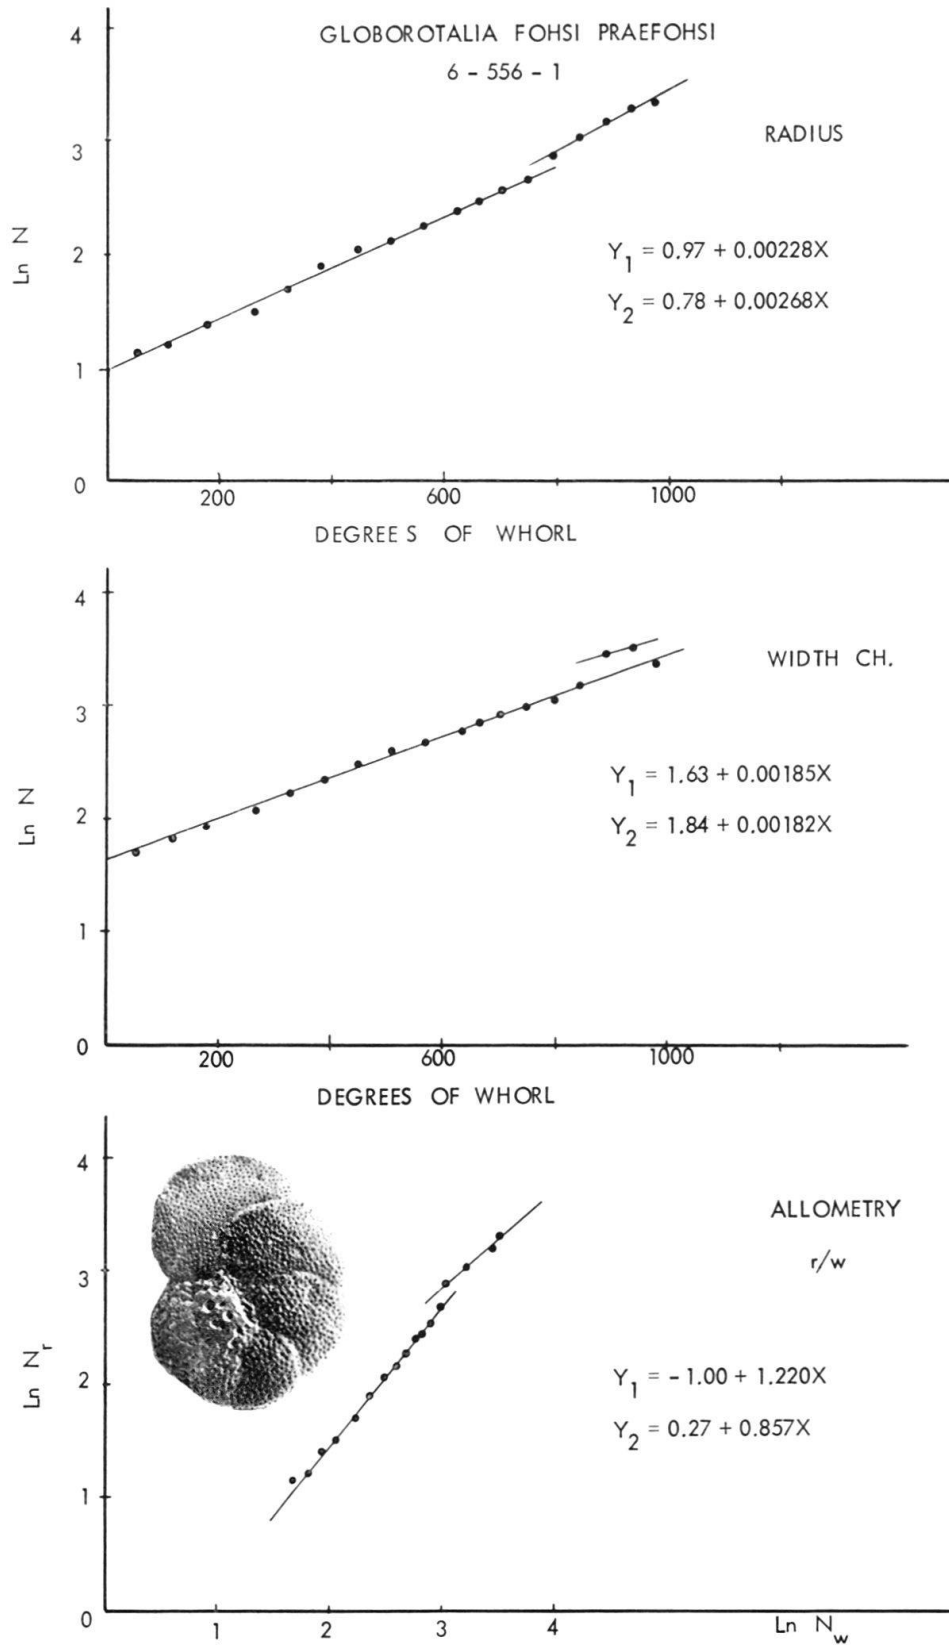 GLOBOROTALIA FOHSI PRAEFOHSI
6 - 556 - 1
RADIUS
4
3
2
1
0
Ln N
Y1 = 0.97 + 0.00228X
Y2 = 0.78 + 0.00268X
200 600 1000
DEGREES OF WHORL
WIDTH CH.
4
3
2
1
0
Ln N
Y1 = 1.63 + 0.00185X
Y2 = 1.84 + 0.00182X
200 600 1000
DEGREES OF WHORL
ALLOMETRY
r/w
4
3
2
1
0
Ln Nr
Y1 = - 1.00 + 1.220X
Y2 = 0.27 + 0.857X
1 2 3 4 Ln Nw